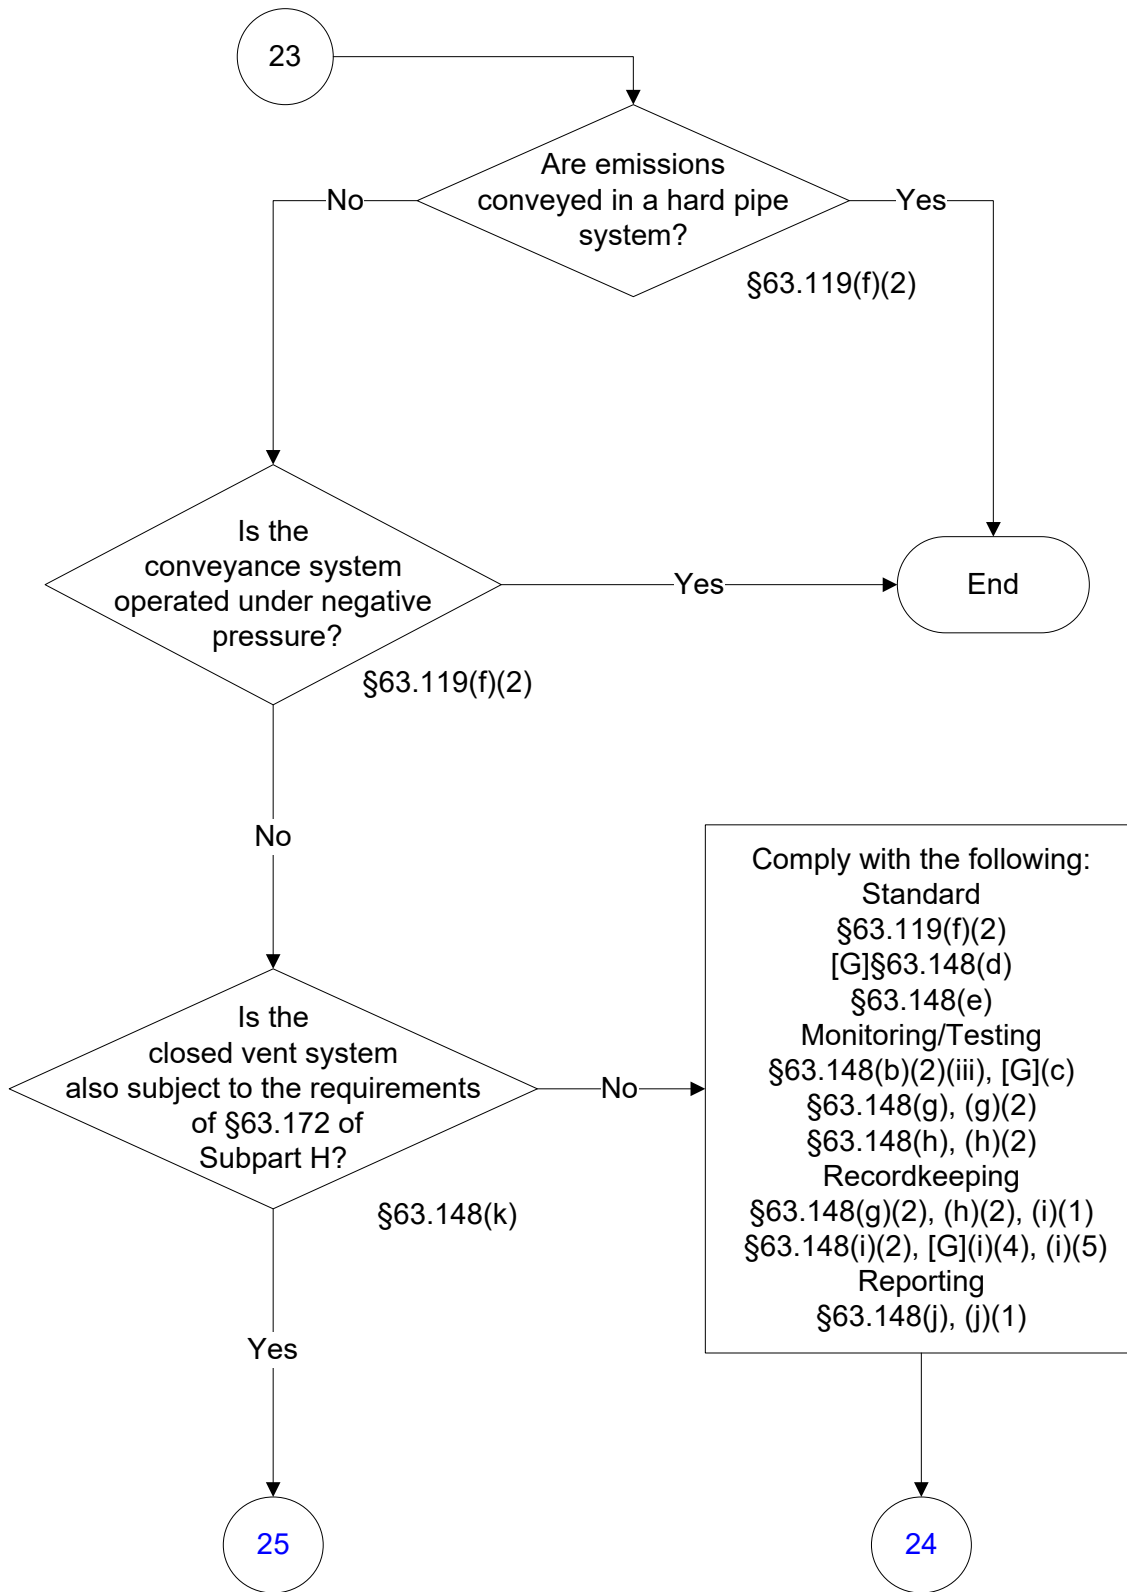 23
Are emissions
conveyed in a hard pipe
system?
No
Yes
§63.119(f)(2)
Is the
conveyance system
operated under negative
pressure?
Yes
End
§63.119(f)(2)
No
Is the
closed vent system
also subject to the requirements
of §63.172 of
Subpart H?
No
§63.148(k)
Comply with the following:
Standard
§63.119(f)(2)
[G]§63.148(d)
§63.148(e)
Monitoring/Testing
§63.148(b)(2)(iii), [G](c)
§63.148(g), (g)(2)
§63.148(h), (h)(2)
Recordkeeping
§63.148(g)(2), (h)(2), (i)(1)
§63.148(i)(2), [G](i)(4), (i)(5)
Reporting
§63.148(j), (j)(1)
Yes
25
24